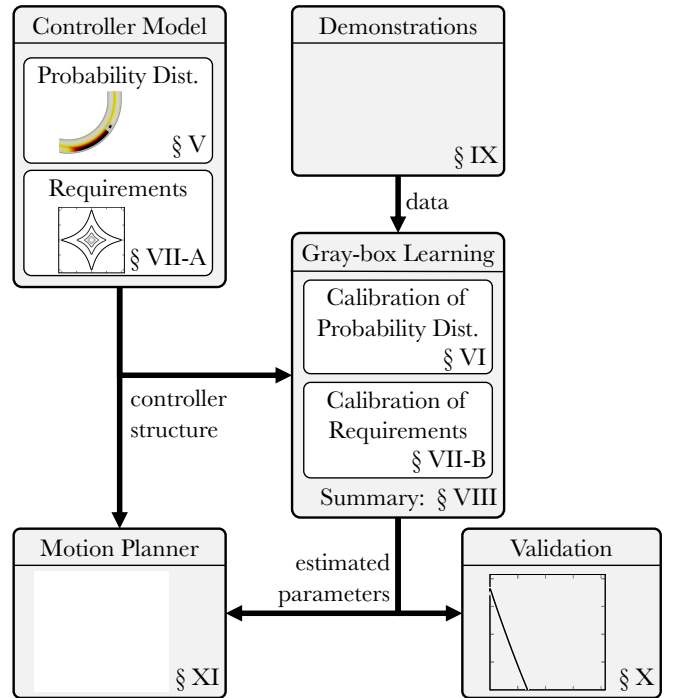 Controller Model
Probability Dist.
§ V
Requirements
§ VII-A
Demonstrations
§ IX
data
Gray-box Learning
Calibration of
Probability Dist.
§ VI
Calibration of
Requirements
§ VII-B
Summary: § VIII
controller
structure
estimated
parameters
Motion Planner
§ XI
Validation
§ X